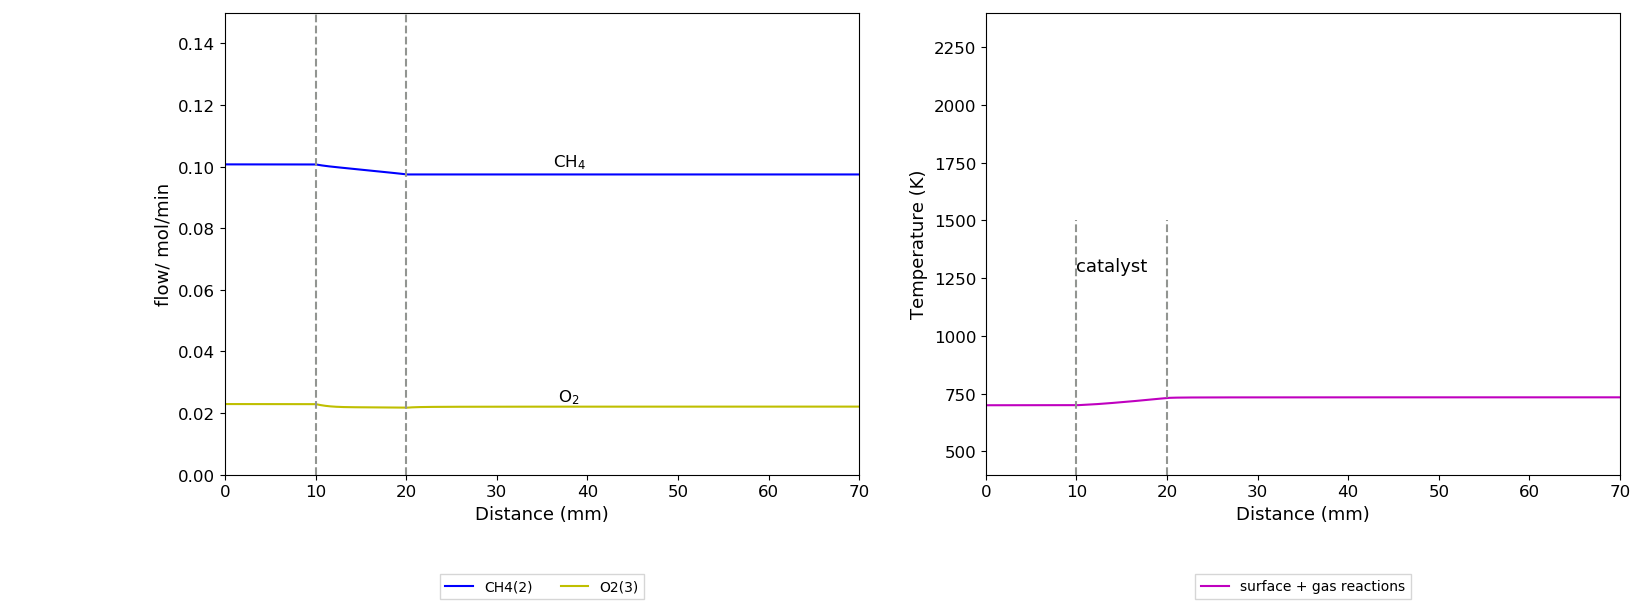 0.14
0.12
0.10
0.08
0.06
0.04
0.02
0.00
flow/ mol/min
CH₄
O₂
0 10 20 30 40 50 60 70
Distance (mm)
CH4(2) O2(3)
2250
2000
1750
1500
1250
1000
750
500
Temperature (K)
catalyst
0 10 20 30 40 50 60 70
Distance (mm)
surface + gas reactions